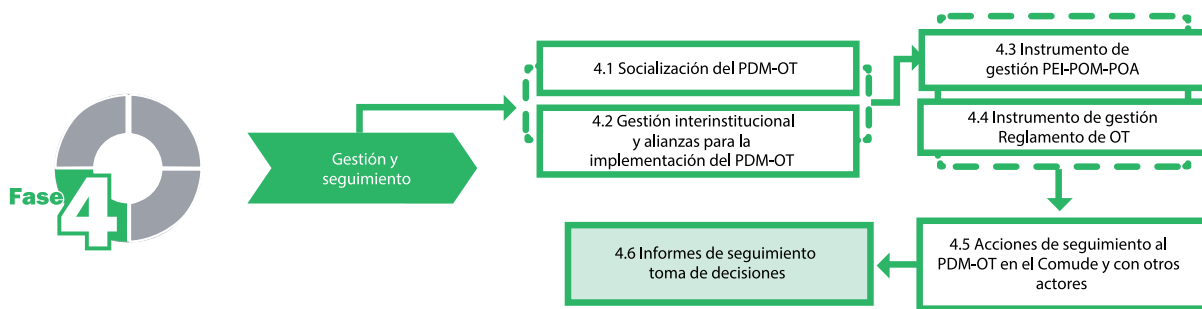 Fase 4
Gestión y
seguimiento
4.1 Socialización del PDM-OT
4.2 Gestión interinstitucional
y alianzas para la
implementación del PDM-OT
4.3 Instrumento de
gestión PEI-POM-POA
4.4 Instrumento de gestión
Reglamento de OT
4.5 Acciones de seguimiento al
PDM-OT en el Comude y con otros
actores
4.6 Informes de seguimiento
toma de decisiones